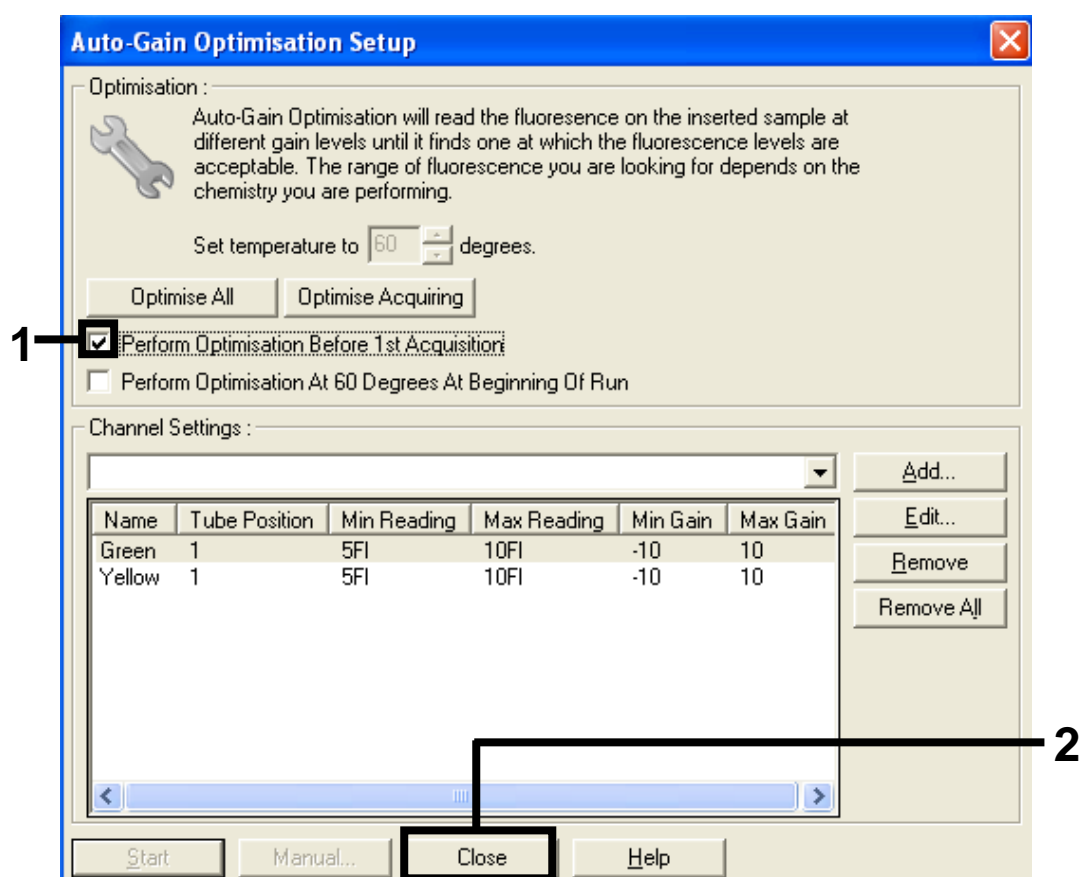 Auto-Gain Optimisation Setup
Optimisation :
Auto-Gain Optimisation will read the fluoresence on the inserted sample at
different gain levels until it finds one at which the fluorescence levels are
acceptable. The range of fluorescence you are looking for depends on the
chemistry you are performing.
Set temperature to 60 degrees.
Optimise All Optimise Acquiring
1 Perform Optimisation Before 1st Acquisition
Perform Optimisation At 60 Degrees At Beginning Of Run
Channel Settings :
Add...
Name Tube Position Min Reading Max Reading Min Gain Max Gain Edit...
Green 1 5Fl 10Fl -10 10
Yellow 1 5Fl 10Fl -10 10
Remove
Remove All
2
Start Manual... Close Help